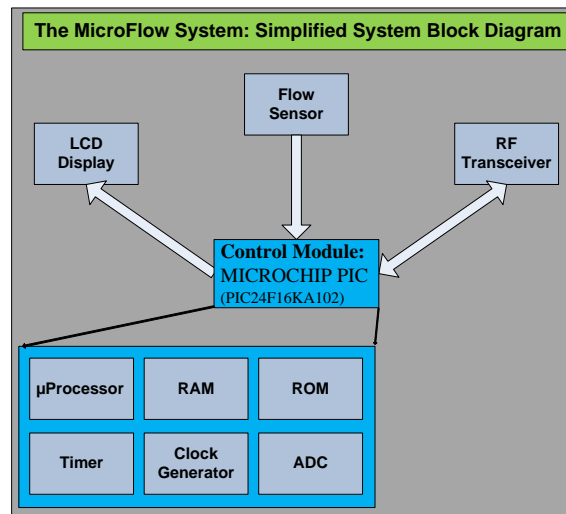 The MicroFlow System: Simplified System Block Diagram
Flow
Sensor
LCD
Display
RF
Transceiver
Control Module:
MICROCHIP PIC
(PIC24F16KA102)
µProcessor
RAM
ROM
Timer
Clock
Generator
ADC